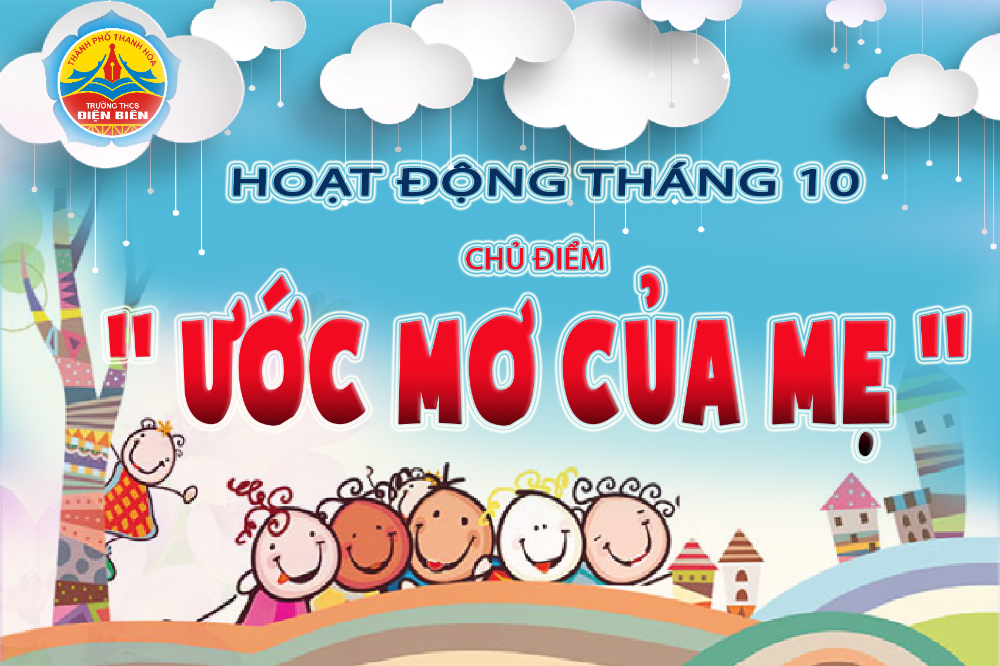 THÀNH PHỐ THANH HÓA
TRƯỜNG THCS
ĐIỆN BIÊN
HOẠT ĐỘNG THÁNG 10
CHỦ ĐIỂM
" ƯỚC MƠ CỦA MẸ "